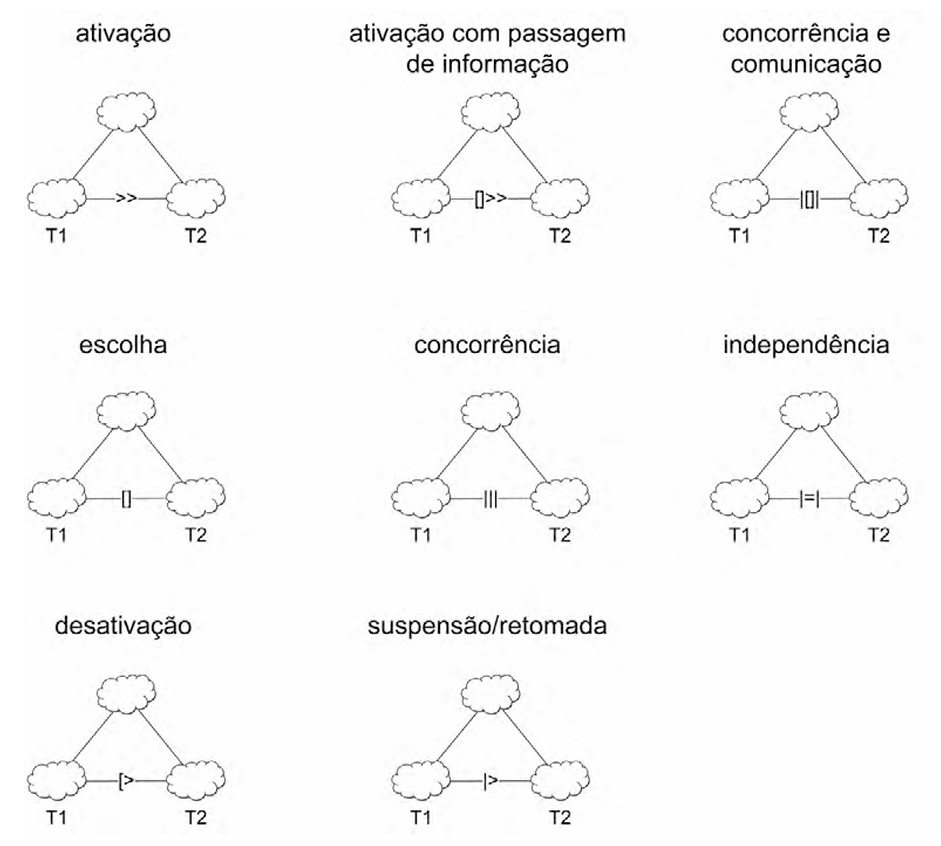 ativação
ativação com passagem
de informação
concorrência e
comunicação
>>
T1 T2
[]>>
T1 T2
|[]|
T1 T2
escolha
concorrência
independência
[]
T1 T2
|||
T1 T2
|=|
T1 T2
desativação
suspensão/retomada
[>
T1 T2
|>
T1 T2